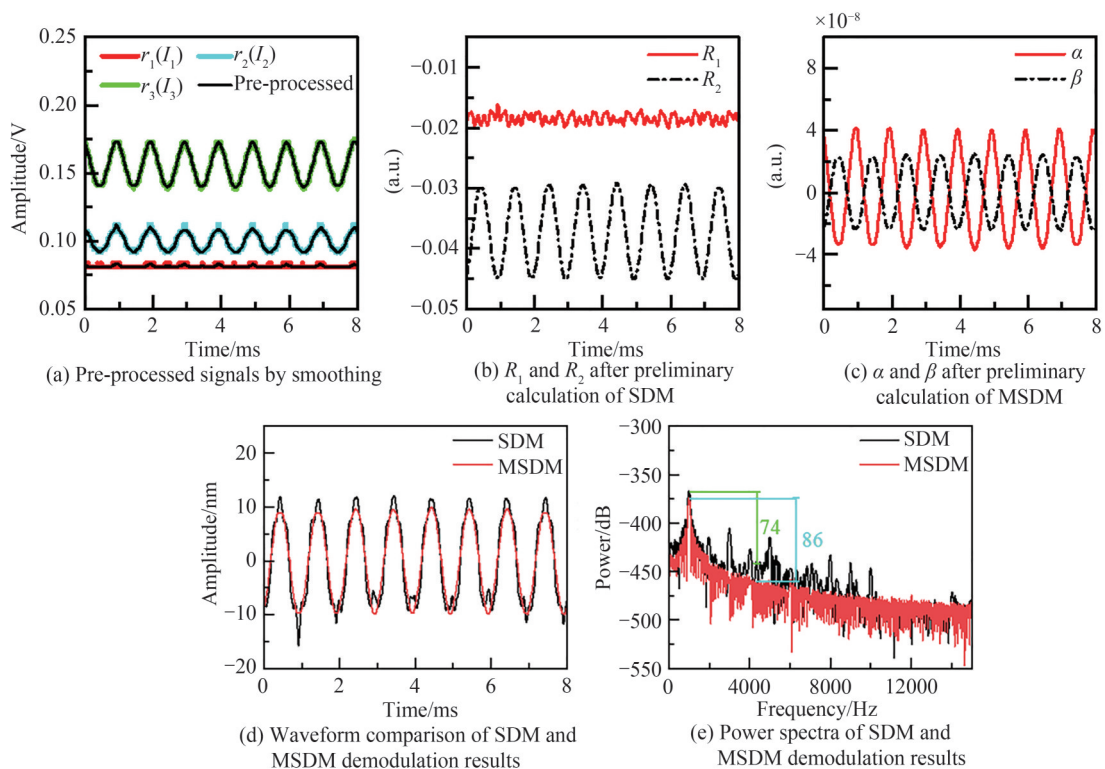 0.25
0.20
0.15
0.10
0.05
Amplitude/V
r₁(I₁)
r₂(I₂)
r₃(I₃)
Pre-processed
0 2 4 6 8
Time/ms
(a) Pre-processed signals by smoothing
−0.01
−0.02
−0.03
−0.04
−0.05
(a.u.)
R₁
R₂
0 2 4 6 8
Time/ms
(b) R₁ and R₂ after preliminary
calculation of SDM
×10⁻⁸
8
4
0
−4
(a.u.)
α
β
0 2 4 6 8
Time/ms
(c) α and β after preliminary
calculation of MSDM
20
10
0
−10
−20
Amplitude/nm
SDM
MSDM
0 2 4 6 8
Time/ms
(d) Waveform comparison of SDM and
MSDM demodulation results
−300
−350
−400
−450
−500
−550
Power/dB
SDM
MSDM
74
86
0 4000 8000 12000
Frequency/Hz
(e) Power spectra of SDM and
MSDM demodulation results